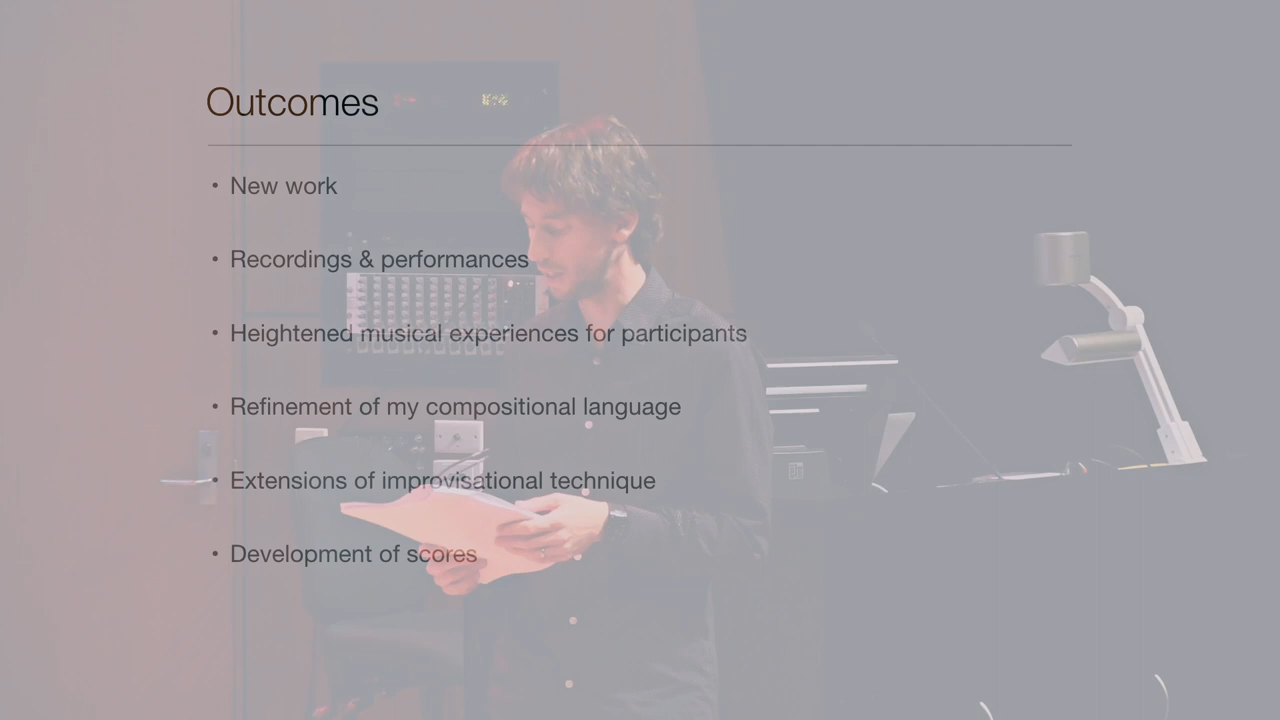 Outcomes
• New work
• Recordings & performances
• Heightened musical experiences for participants
• Refinement of my compositional language
• Extensions of improvisational technique
• Development of scores